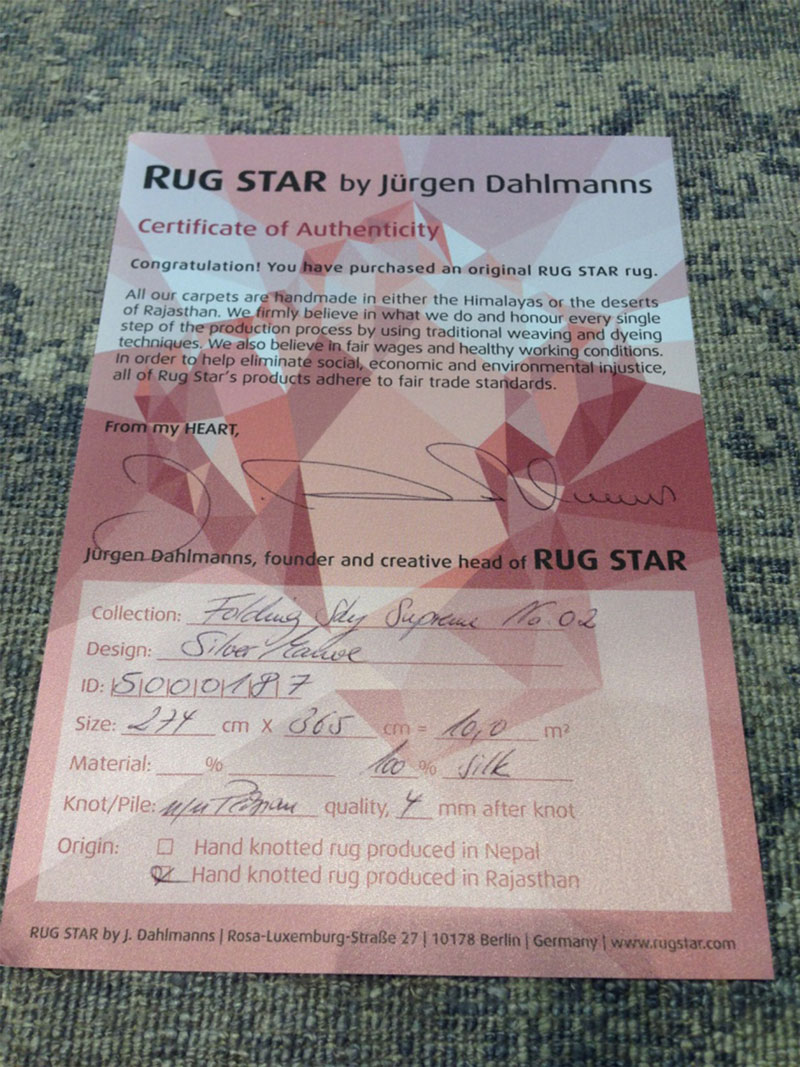 RUG STAR by Jürgen Dahlmanns
Certificate of Authenticity
Congratulation! You have purchased an original RUG STAR rug.
All our carpets are handmade in either the Himalayas or the deserts
of Rajasthan. We firmly believe in what we do and honour every single
step of the production process by using traditional weaving and dyeing
techniques. We also believe in fair wages and healthy working conditions.
In order to help eliminate social, economic and environmental injustice,
all of Rug Star's products adhere to fair trade standards.
From my HEART,
Jürgen Dahlmanns, founder and creative head of RUG STAR
Collection: Folding Supreme No. 02
Design: Silver
ID: 5000187
Size: 274 cm X 365 cm = 10,0 m²
Material: % 100 % silk
Knot/Pile: quality, 4 mm after knot
Origin: Hand knotted rug produced in Nepal
Hand knotted rug produced in Rajasthan
RUG STAR by J. Dahlmanns | Rosa-Luxemburg-Straße 27 | 10178 Berlin | Germany | www.rugstar.com